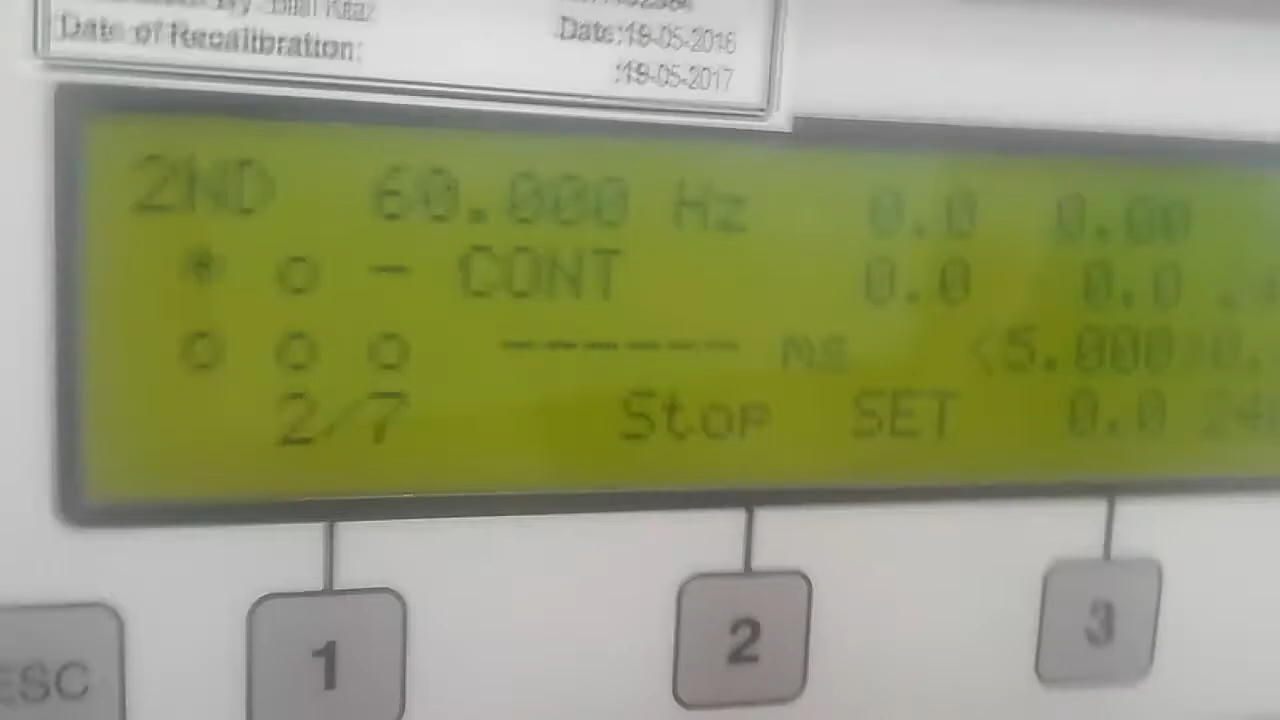 Date of Recalibration:
Date:19-05-2016
:19-05-2017
2ND 60.000 Hz 0.0 0.00
* o - CONT 0.0 0.0
o o o ------ ms <5.000>0.
2/7 Stop SET 0.0
ESC
1
2
3